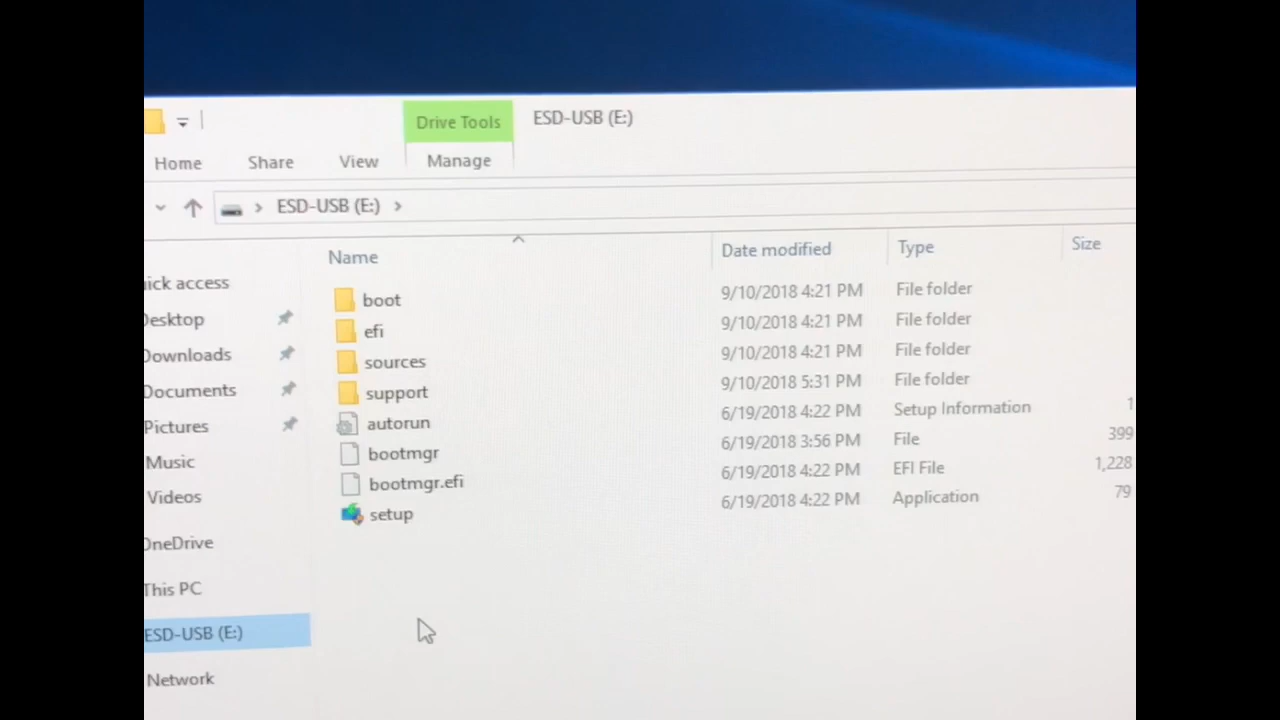 Drive Tools ESD-USB (E:)
Home Share View Manage
ESD-USB (E:)
Name Date modified Type Size
ick access
Desktop
Downloads
Documents
Pictures
Music
Videos
OneDrive
This PC
ESD-USB (E:)
Network
boot 9/10/2018 4:21 PM File folder
efi 9/10/2018 4:21 PM File folder
sources 9/10/2018 4:21 PM File folder
support 9/10/2018 5:31 PM File folder
autorun 6/19/2018 4:22 PM Setup Information 1
bootmgr 6/19/2018 3:56 PM File 399
bootmgr.efi 6/19/2018 4:22 PM EFI File 1,228
setup 6/19/2018 4:22 PM Application 79